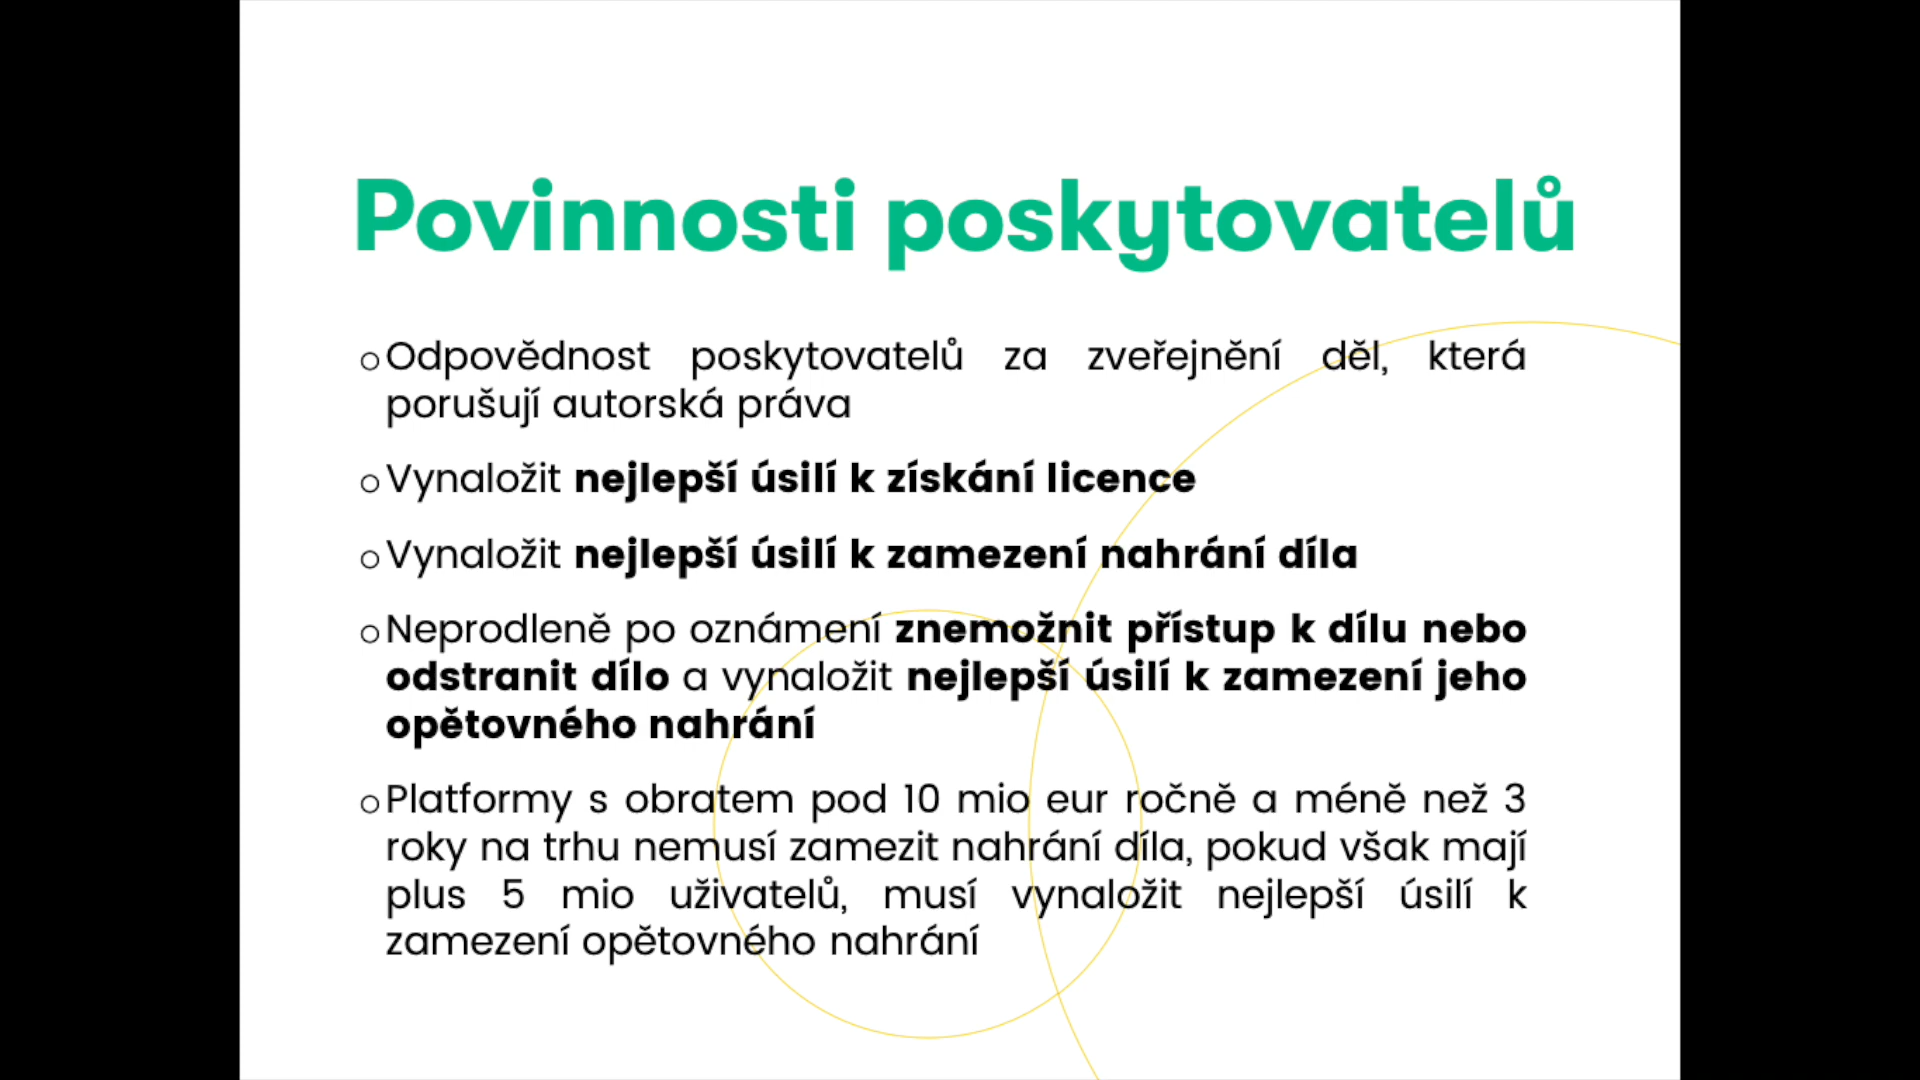 Povinnosti poskytovatelů
○Odpovědnost poskytovatelů za zveřejnění děl, která
porušují autorská práva
○Vynaložit nejlepší úsilí k získání licence
○Vynaložit nejlepší úsilí k zamezení nahrání díla
○Neprodleně po oznámení znemožnit přístup k dílu nebo
odstranit dílo a vynaložit nejlepší úsilí k zamezení jeho
opětovného nahrání
○Platformy s obratem pod 10 mio eur ročně a méně než 3
roky na trhu nemusí zamezit nahrání díla, pokud však mají
plus 5 mio uživatelů, musí vynaložit nejlepší úsilí k
zamezení opětovného nahrání